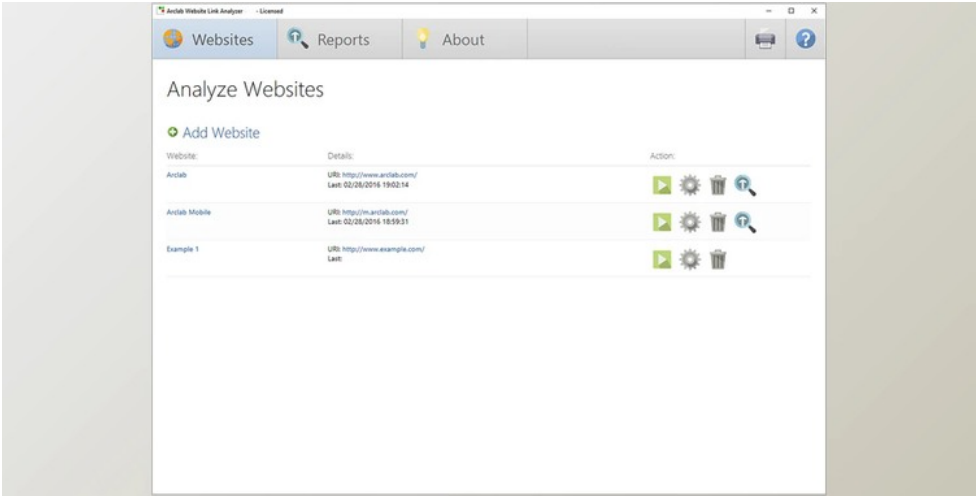 Arclab Website Link Analyzer - Licensed
Websites Reports About
Analyze Websites
Add Website
Website: Details: Action:
Arclab URI: http://www.arclab.com/
Last: 02/28/2016 19:02:14
Arclab Mobile URI: http://m.arclab.com/
Last: 02/28/2016 18:59:31
Example 1 URI: http://www.example.com/
Last: